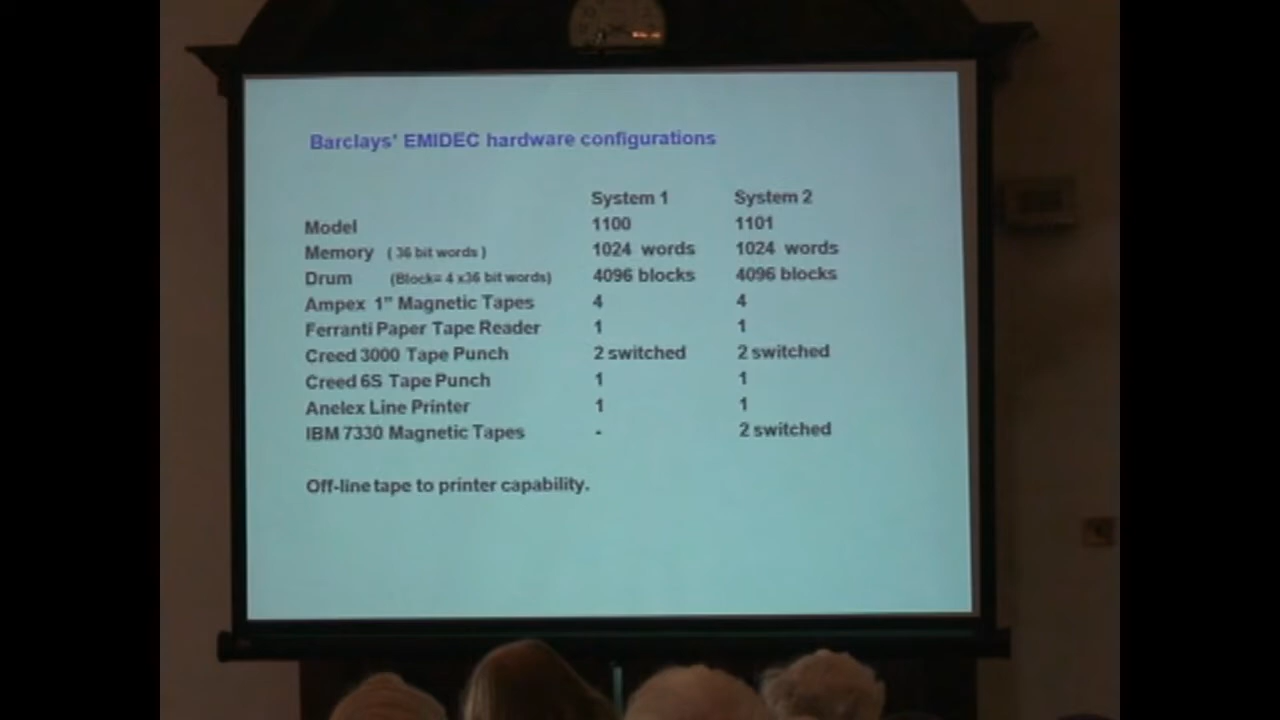 Barclays' EMIDEC hardware configurations
System 1 System 2
Model 1100 1101
Memory ( 36 bit words ) 1024 words 1024 words
Drum (Block= 4 x36 bit words) 4096 blocks 4096 blocks
Ampex 1" Magnetic Tapes 4 4
Ferranti Paper Tape Reader 1 1
Creed 3000 Tape Punch 2 switched 2 switched
Creed 6S Tape Punch 1 1
Anelex Line Printer 1 1
IBM 7330 Magnetic Tapes - 2 switched
Off-line tape to printer capability.